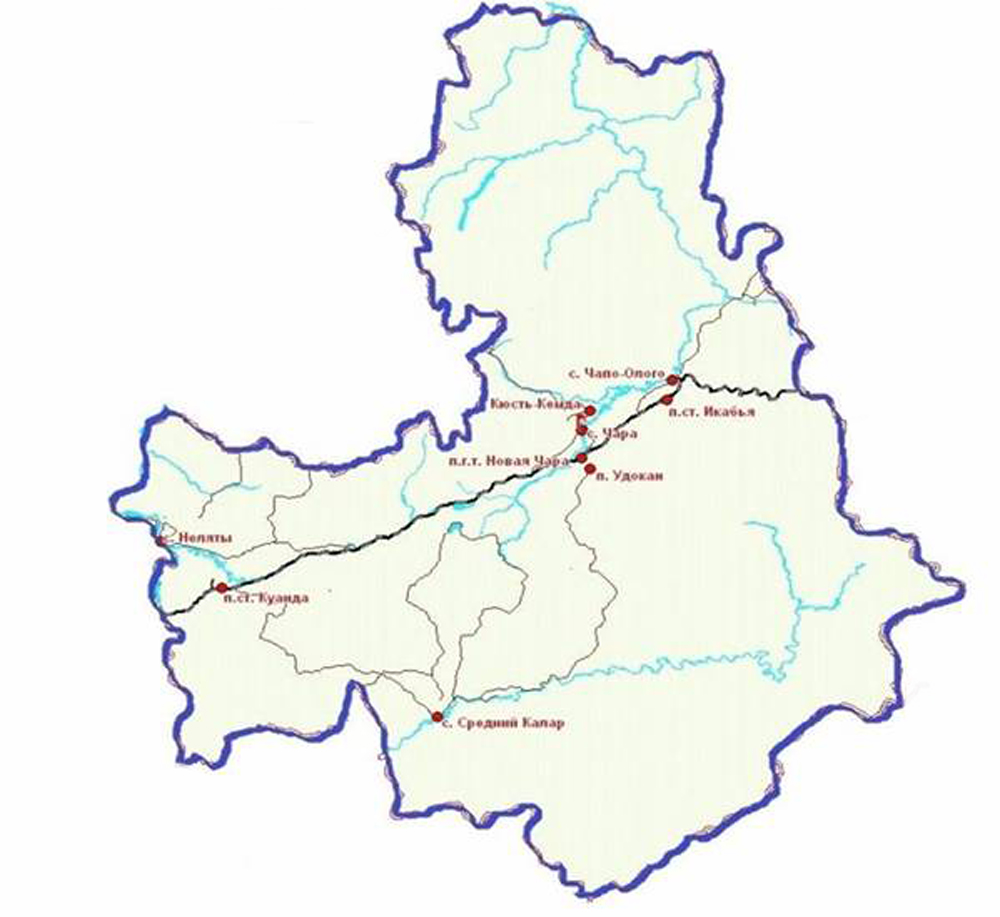 с. Чапо-Олого
Кюсть-Кемда
п.ст. Икабья
с. Чара
п.г.т. Новая Чара
п. Удокан
с. Неляты
п.ст. Куанда
с. Средний Калар